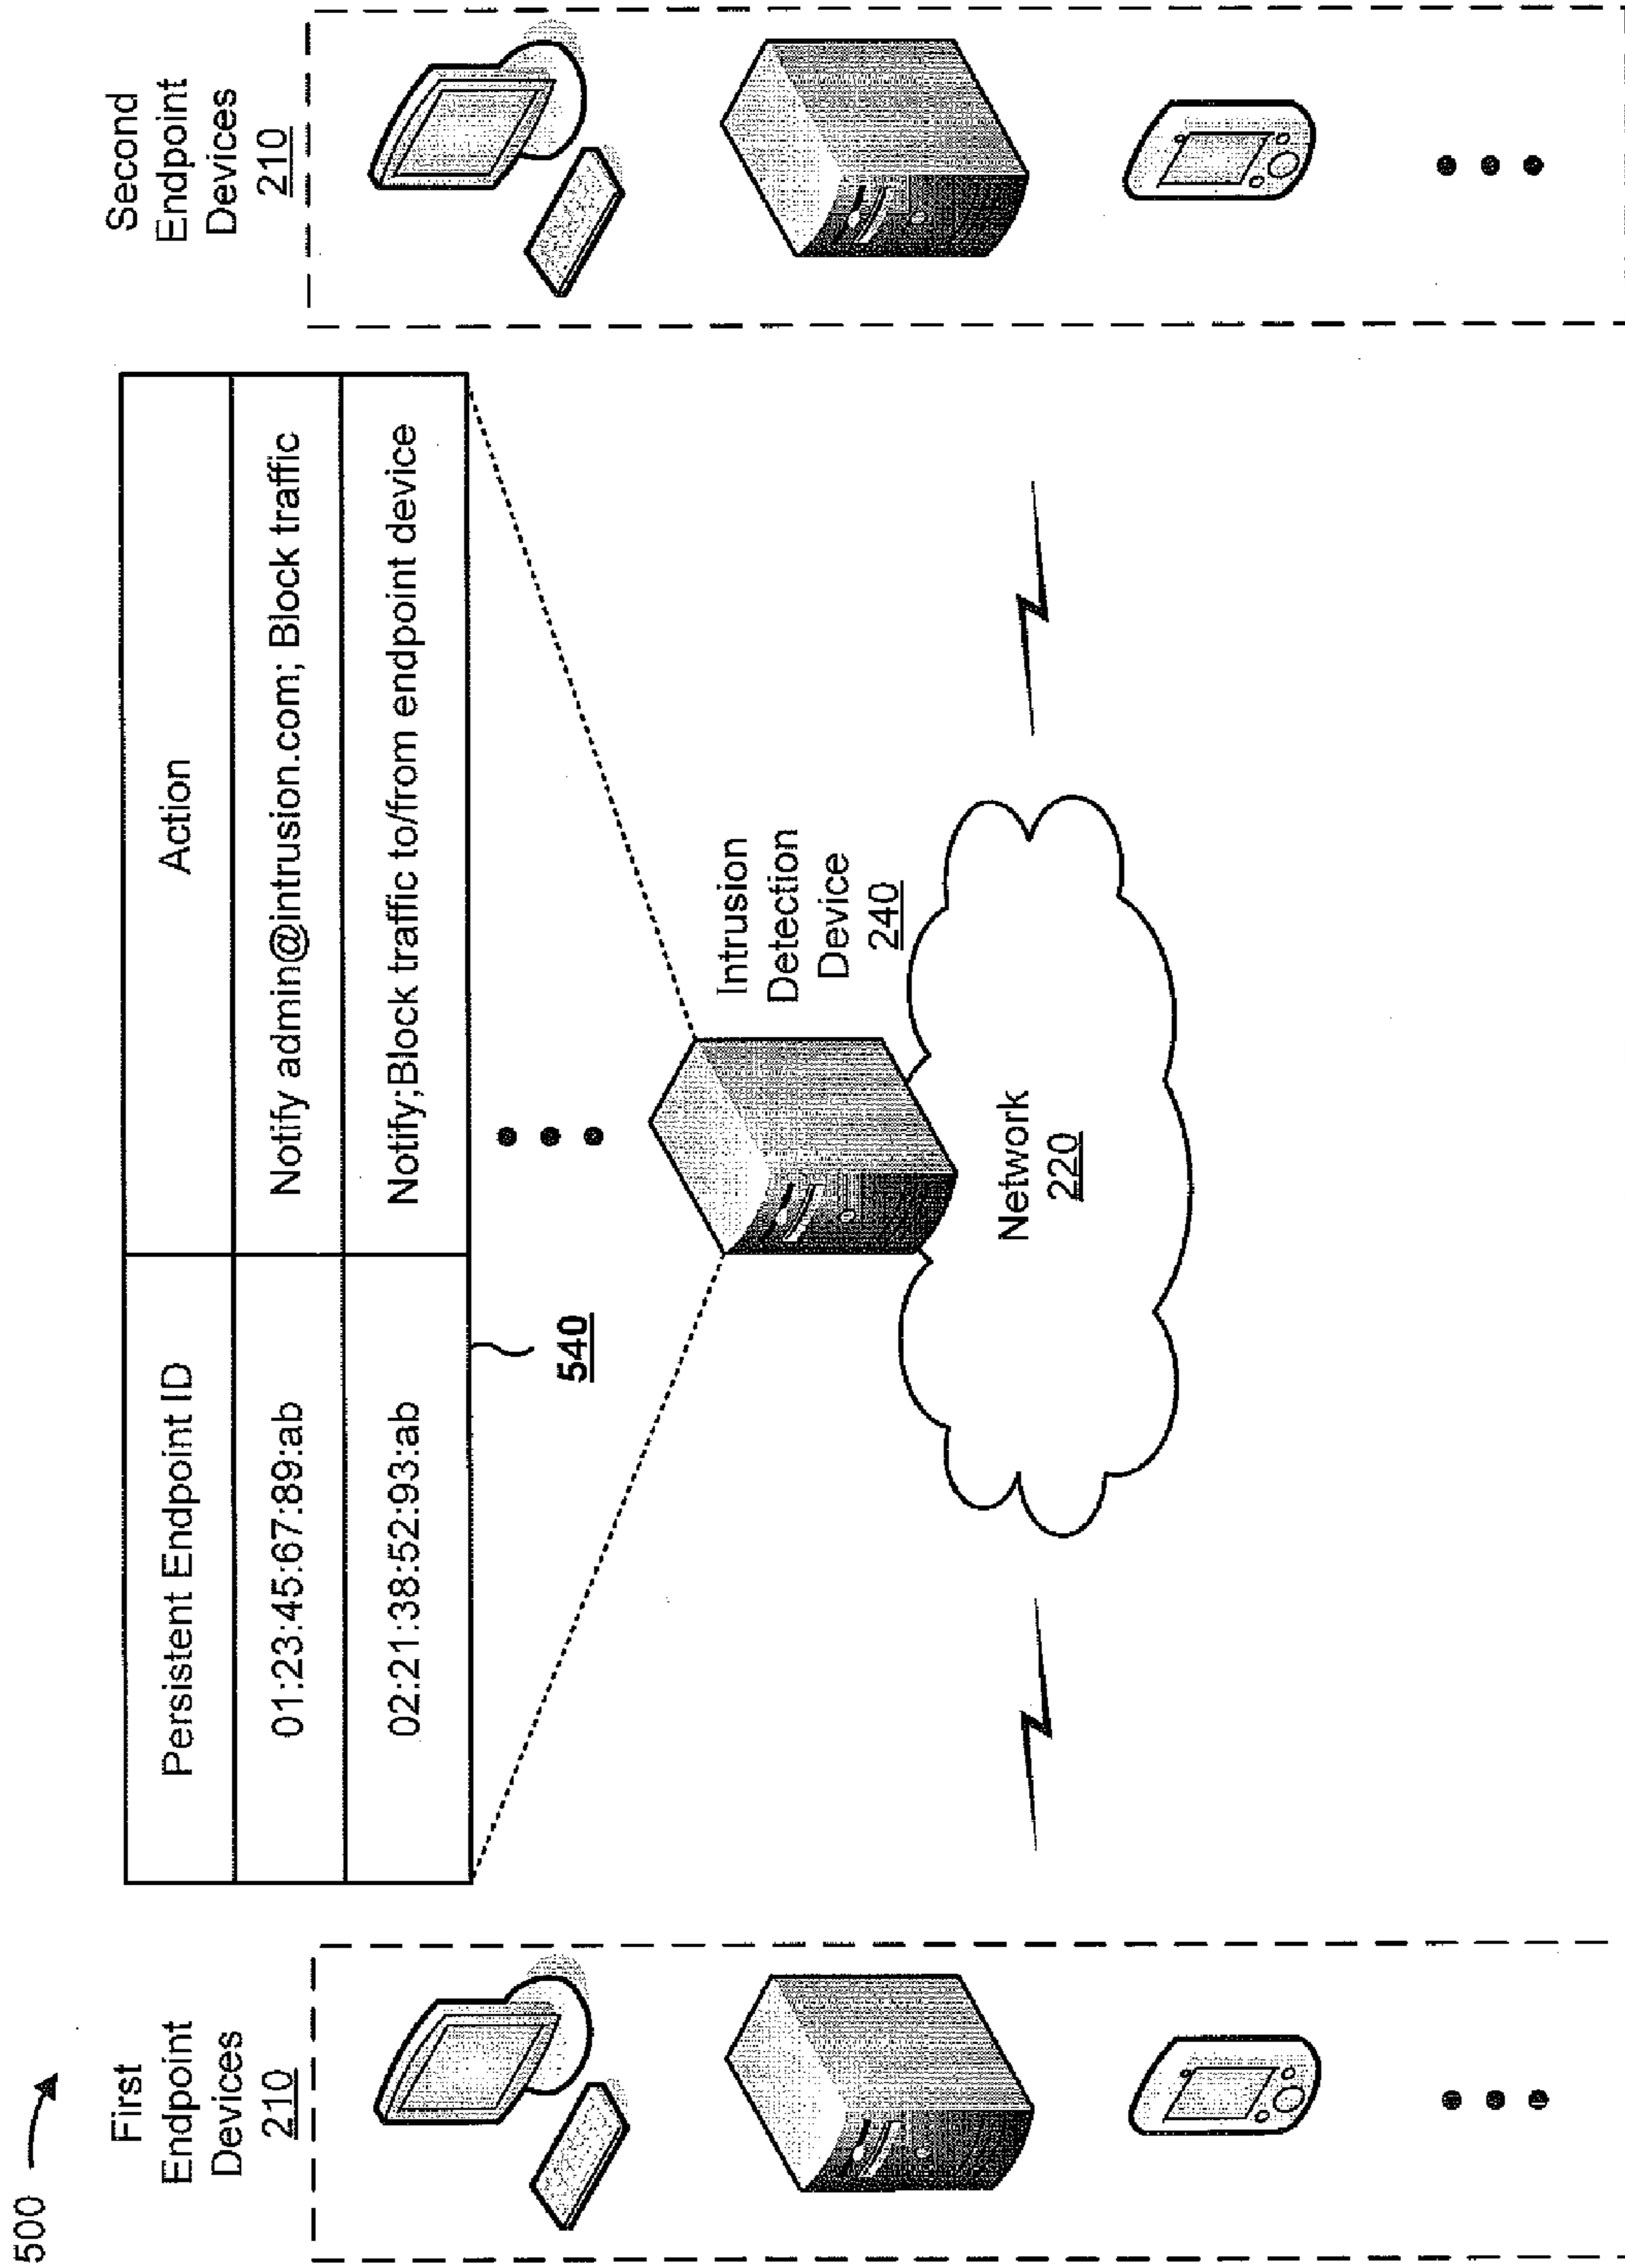 500
First
Endpoint
Devices
210
Persistent Endpoint ID
Action
01:23:45:67:89:ab
Notify admin@intrusion.com; Block traffic
02:21:38:52:93:ab
Notify;Block traffic to/from endpoint device
540
Intrusion
Detection
Device
240
Network
220
Second
Endpoint
Devices
210